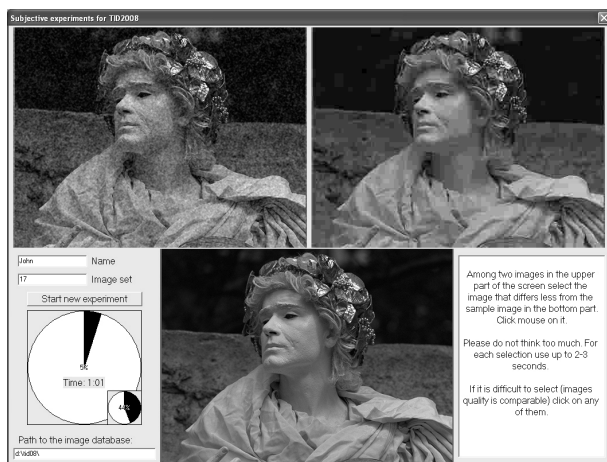 Subjective experiments for TID2008
John
Name
17
Image set
Start new experiment
5%
Time: 1:01
44%
Path to the image database:
d:\tid08\
Among two images in the upper
part of the screen select the
image that differs less from the
sample image in the bottom part.
Click mouse on it.
Please do not think too much. For
each selection use up to 2-3
seconds.
If it is difficult to select (images
quality is comparable) click on any
of them.